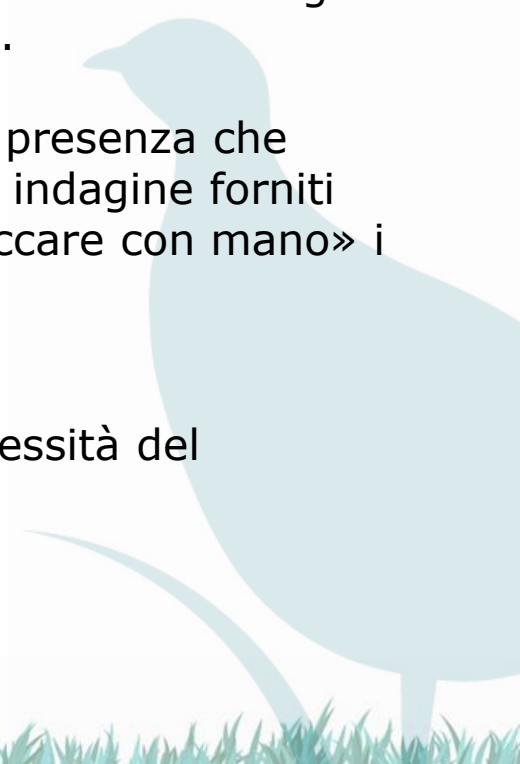 .
presenza che
indagine forniti
ccare con mano» i
essità del